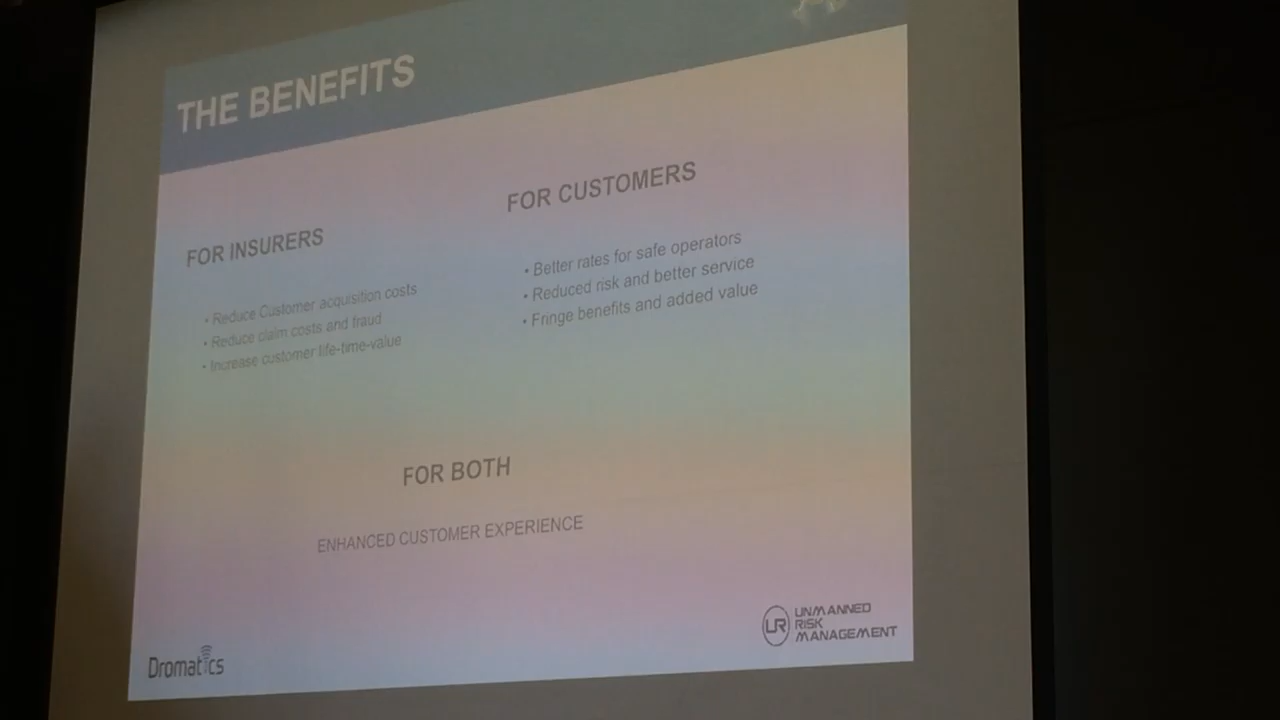 THE BENEFITS
FOR INSURERS
• Reduce Customer acquisition costs
• Reduce claim costs and fraud
• Increase customer life-time-value
FOR CUSTOMERS
• Better rates for safe operators
• Reduced risk and better service
• Fringe benefits and added value
FOR BOTH
ENHANCED CUSTOMER EXPERIENCE
Dromatics
UR
UNMANNED
RISK
MANAGEMENT